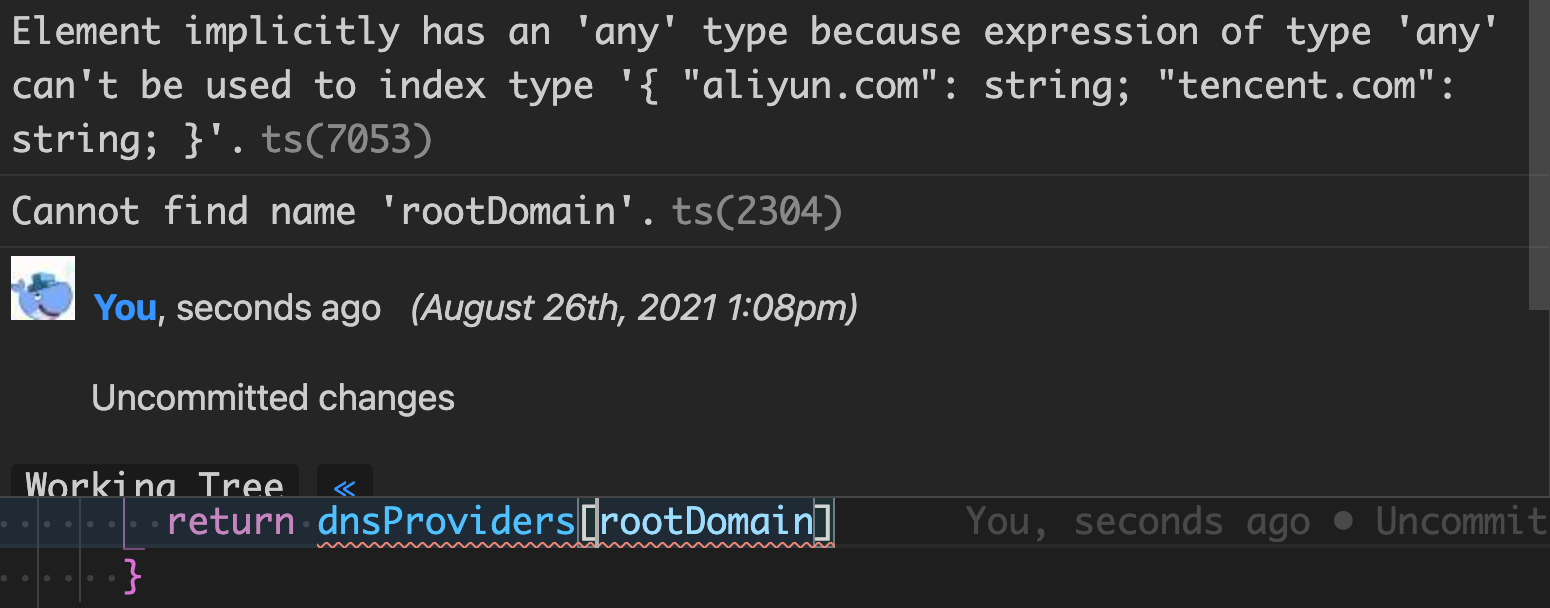 Element implicitly has an 'any' type because expression of type 'any'
can't be used to index type '{ "aliyun.com": string; "tencent.com":
string; }'. ts(7053)
Cannot find name 'rootDomain'. ts(2304)
You, seconds ago (August 26th, 2021 1:08pm)
Uncommitted changes
Working Tree «
return dnsProviders[rootDomain] You, seconds ago • Uncommit
}